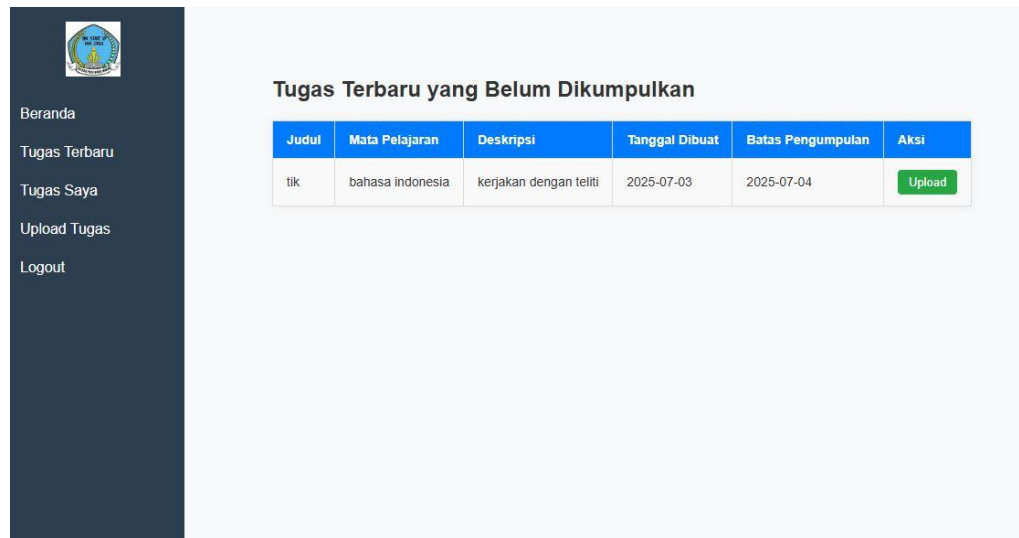 Beranda
Tugas Terbaru
Tugas Saya
Upload Tugas
Logout
Tugas Terbaru yang Belum Dikumpulkan
Judul Mata Pelajaran Deskripsi Tanggal Dibuat Batas Pengumpulan Aksi
tik bahasa indonesia kerjakan dengan teliti 2025-07-03 2025-07-04 Upload